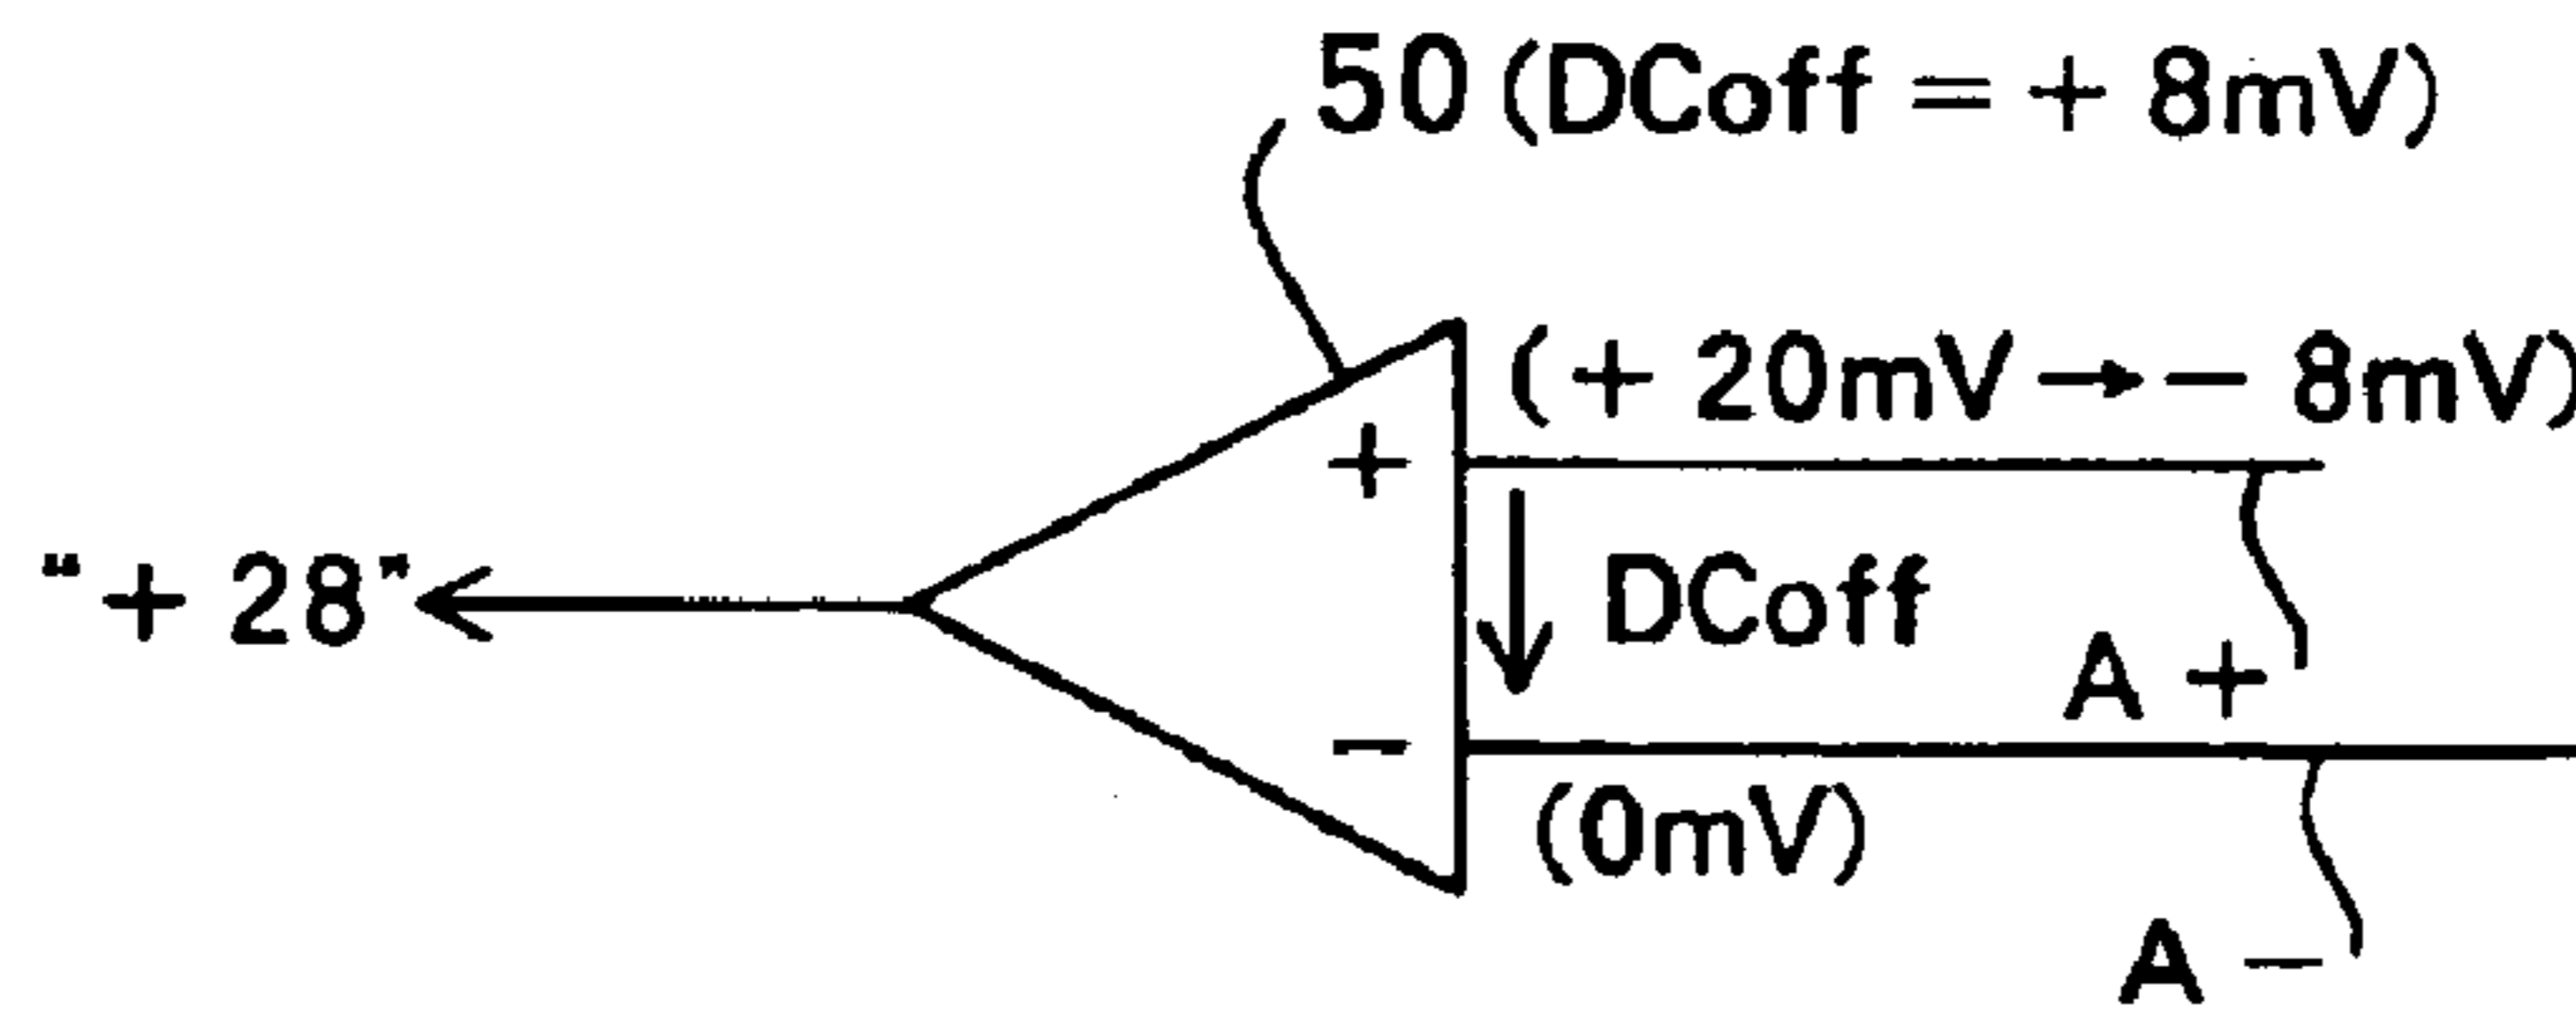 50 (DCoff = + 8mV)
(+ 20mV → − 8mV)
+
“+ 28”
DCoff
A +
−
(0mV)
A −